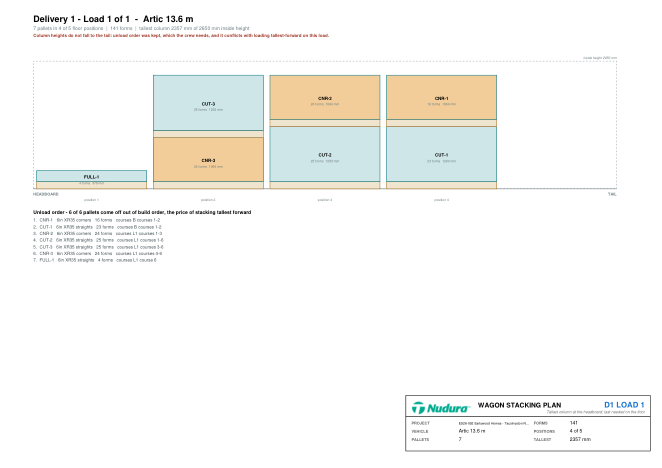 Delivery 1 - Load 1 of 1 - Artic 13.6 m
7 pallets in 4 of 5 floor positions | 141 forms | tallest column 2357 mm of 2650 mm inside height
Column heights do not fall to the tail: unload order was kept, which the crew needs, and it conflicts with loading tallest-forward on this load.
inside height 2650 mm
CUT-3
CNR-2
CNR-1
FULL-1
CNR-3
CUT-2
CUT-1
HEADBOARD
TAIL
position 1
position 2
position 3
position 4
Unload order - 6 of 6 pallets come off out of build order, the price of stacking tallest forward
1. CNR-1 6in XR35 corners 16 forms courses B courses 1-2
2. CUT-1 6in XR35 straights 23 forms courses B courses 1-2
3. CNR-2 6in XR35 corners 24 forms courses L1 courses 1-3
4. CUT-2 6in XR35 straights 25 forms courses L1 courses
5. CUT-3 6in XR35 straights 25 forms courses L1 courses
6. CNR-3 6in XR35 corners 24 forms courses L1 courses 4-6
7. FULL-1 6in XR35 straights 4 forms courses L1 course 6
Nudura
WAGON STACKING PLAN
D1 LOAD 1
Tallest column at the headboard, last needed on the floor.
PROJECT
FORMS 141
VEHICLE Artic 13.6 m
POSITIONS 4 of 5
PALLETS 7
TALLEST 2357 mm